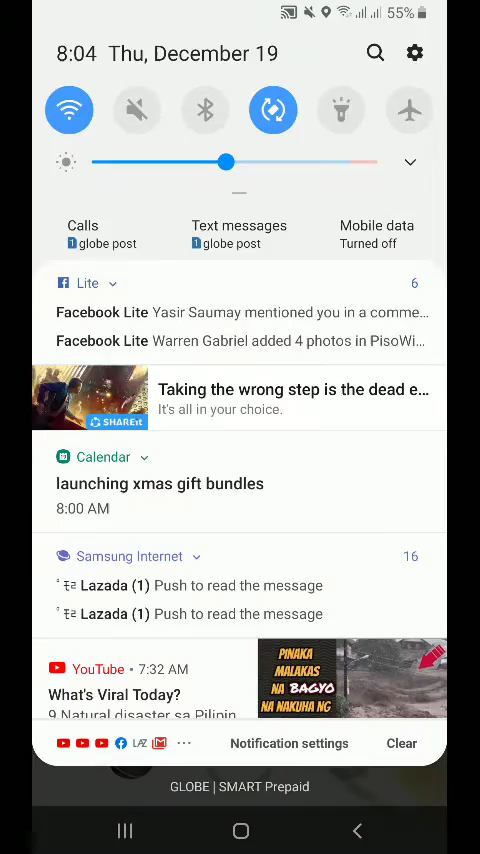 55%
8:04 Thu, December 19
Calls
1 globe post
Text messages
1 globe post
Mobile data
Turned off
Lite
6
Facebook Lite Yasir Saumay mentioned you in a comme...
Facebook Lite Warren Gabriel added 4 photos in PisoWi...
SHAREit
Taking the wrong step is the dead e...
It's all in your choice.
Calendar
launching xmas gift bundles
8:00 AM
Samsung Internet
16
Lazada (1) Push to read the message
Lazada (1) Push to read the message
YouTube • 7:32 AM
What's Viral Today?
9 Natural disaster sa Pilipin
PINAKA
MALAKAS
NA BAGYO
NA NAKUHA NG
LAZ
Notification settings
Clear
GLOBE | SMART Prepaid